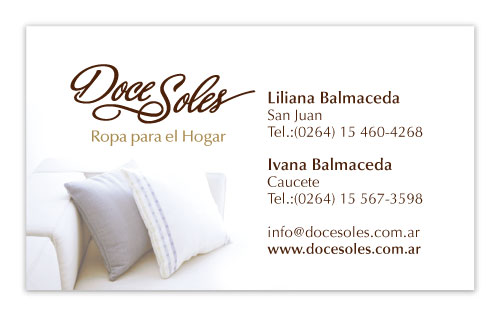 Doce Soles
Ropa para el Hogar
Liliana Balmaceda
San Juan
Tel.:(0264) 15 460-4268
Ivana Balmaceda
Caucete
Tel.:(0264) 15 567-3598
info@docesoles.com.ar
www.docesoles.com.ar